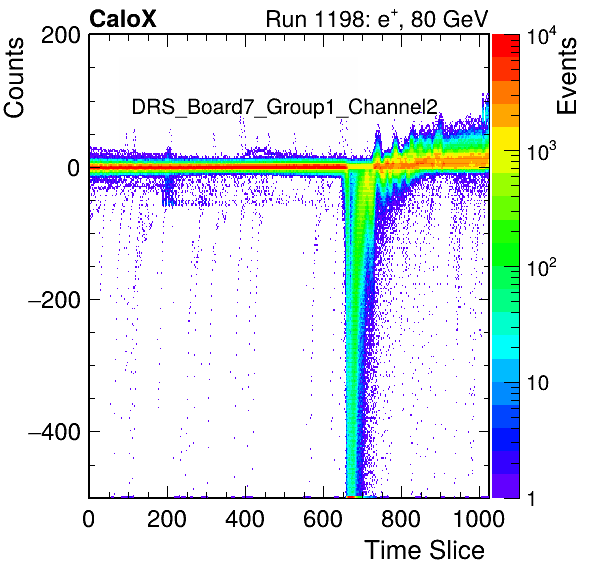 CaloX Run 1198: e+, 80 GeV
Counts
Events
DRS_Board7_Group1_Channel2
200
0
−200
−400
0 200 400 600 800 1000
Time Slice
10^4
10^3
10^2
10
1